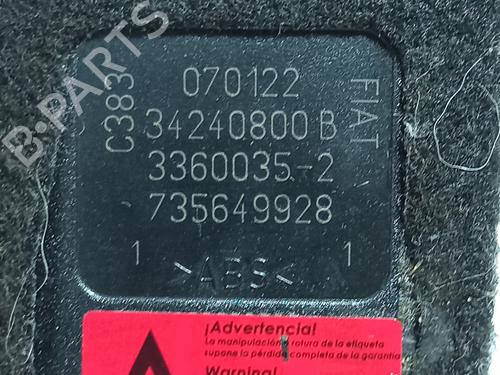 B-PARTS
C383
070122
FIAT
34240800 B
3360035-2
735649928
1 >ABS< 1
¡Advertencia!
La manipulación o rotura de la etiqueta
supone la pérdida completa de la garantía
Warning!